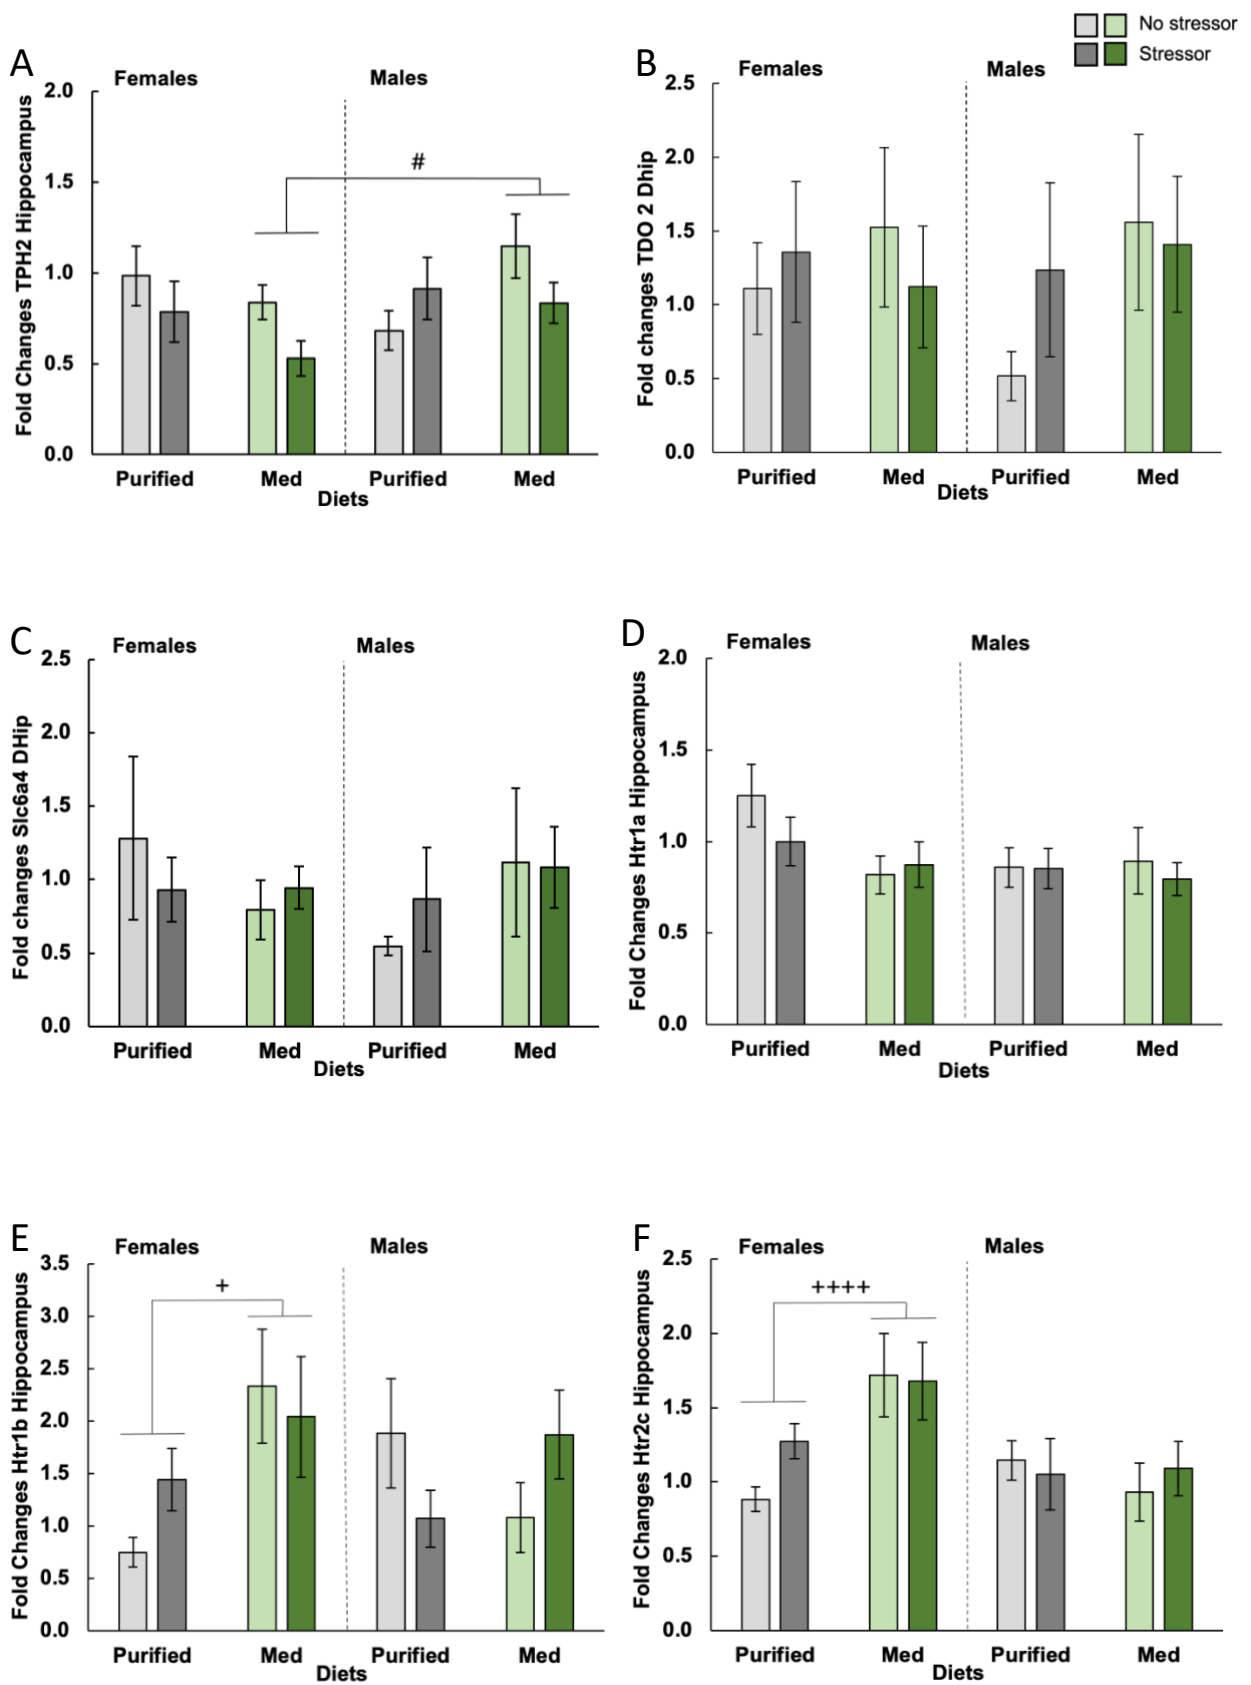 No stressor
Stressor
A
Females
Males
Fold Changes TPH2 Hippocampus
2.0
1.5
1.0
0.5
0.0
#
Purified
Med
Purified
Med
Diets
B
Females
Males
Fold changes TDO 2 Dhip
2.5
2.0
1.5
1.0
0.5
0.0
Purified
Med
Purified
Med
Diets
C
Females
Males
Fold changes Slc6a4 DHip
2.5
2.0
1.5
1.0
0.5
0.0
Purified
Med
Purified
Med
Diets
D
Females
Males
Fold Changes Htr1a Hippocampus
2.0
1.5
1.0
0.5
0.0
Purified
Med
Purified
Med
Diets
E
Females
Males
Fold Changes Htr1b Hippocampus
3.5
3.0
2.5
2.0
1.5
1.0
0.5
0.0
+
Purified
Med
Purified
Med
Diets
F
Females
Males
Fold Changes Htr2c Hippocampus
2.5
2.0
1.5
1.0
0.5
0.0
++++
Purified
Med
Purified
Med
Diets